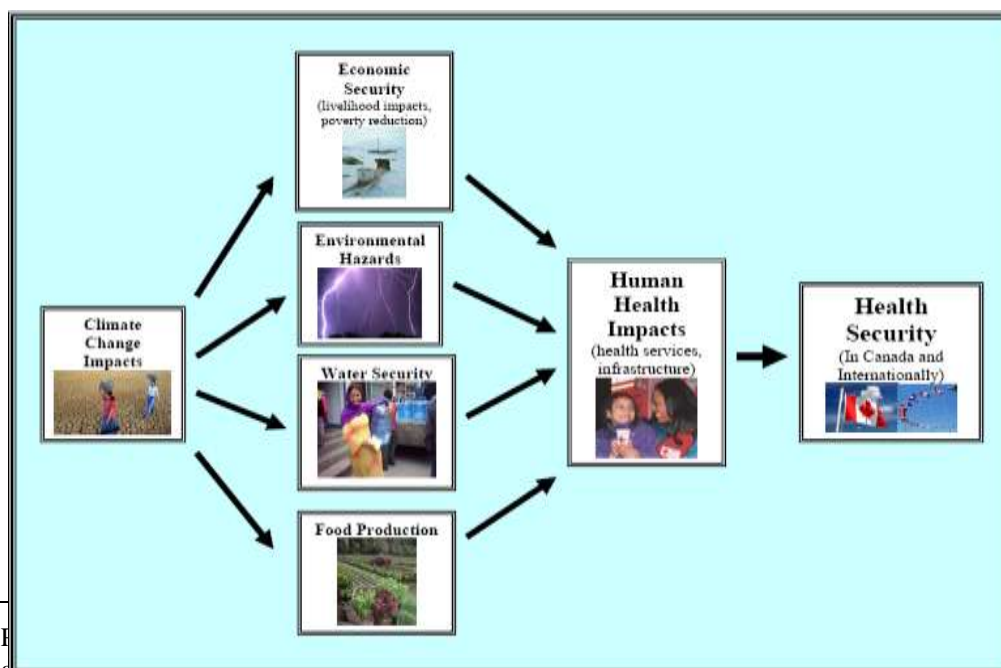 Economic
Security
(livelihood impacts,
poverty reduction)
Environmental
Hazards
Climate
Change
Impacts
Water Security
Food Production
Human
Health
Impacts
(health services,
infrastructure)
Health
Security
(In Canada and
Internationally)